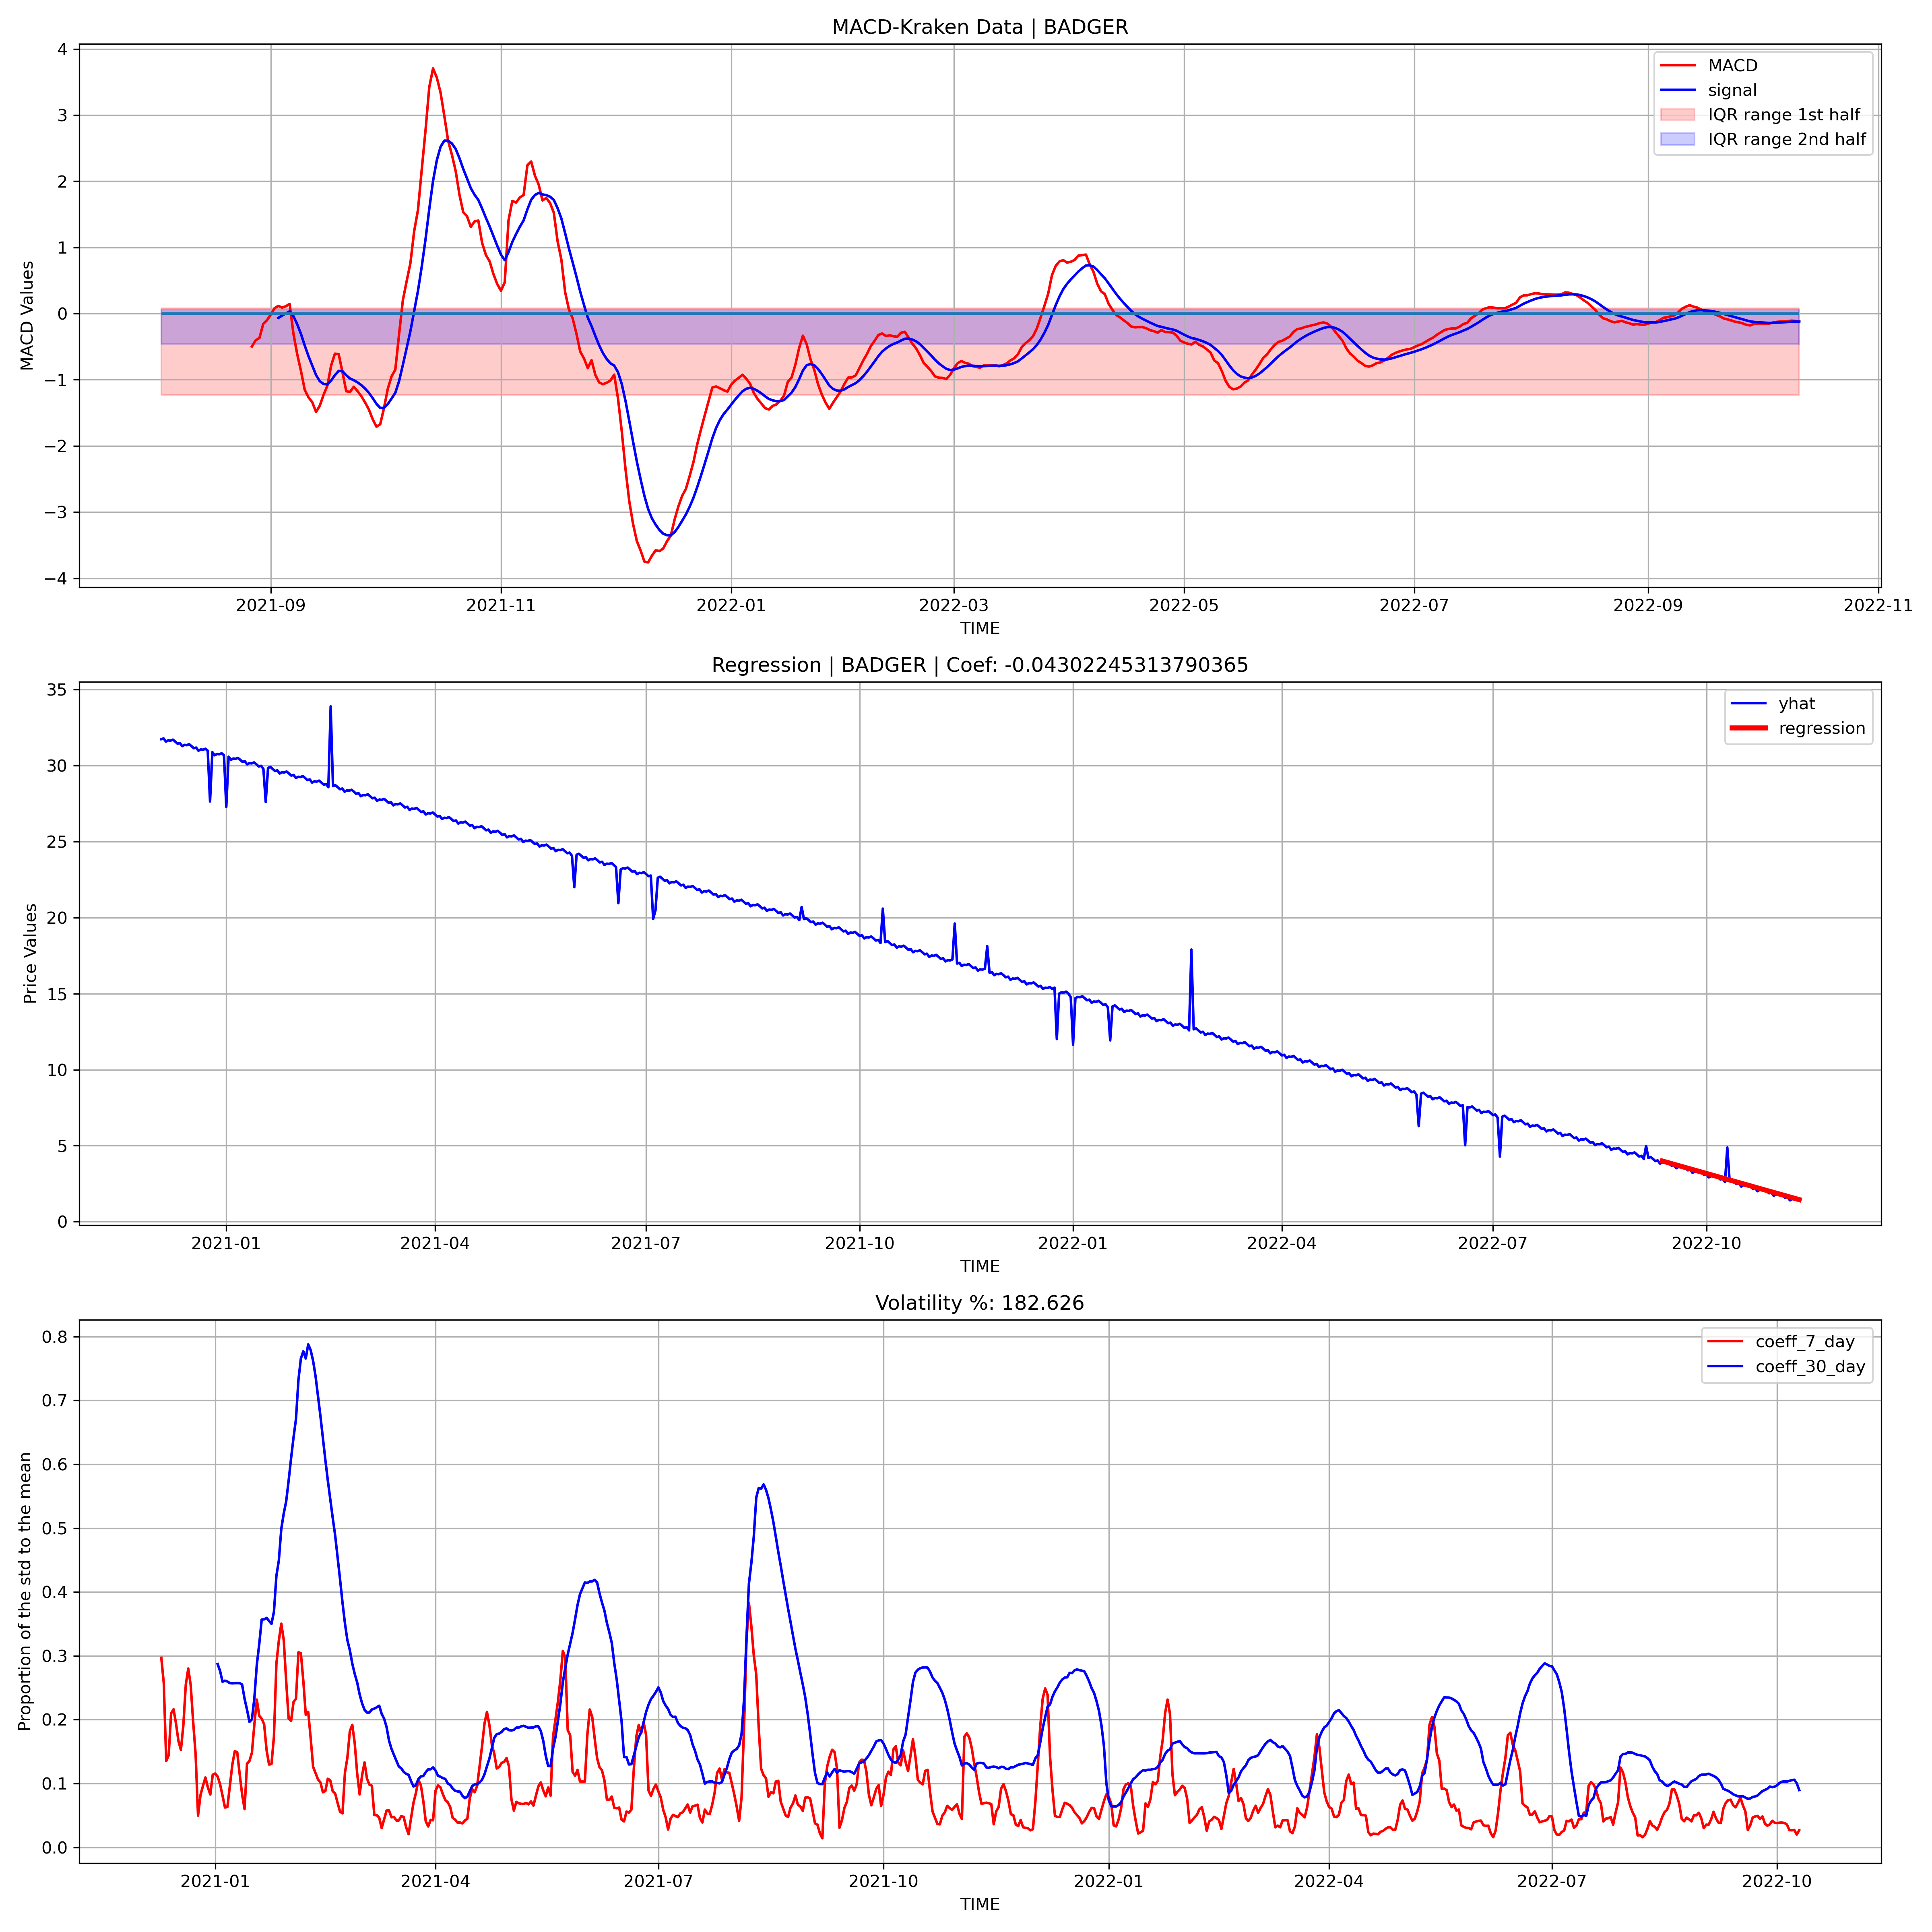 MACD-Kraken Data | BADGER
MACD Values
4
3
2
1
0
−1
−2
−3
−4
MACD
signal
IQR range 1st half
IQR range 2nd half
2021-09 2021-11 2022-01 2022-03 2022-05 2022-07 2022-09 2022-11
TIME
Regression | BADGER | Coef: -0.04302245313790365
Price Values
35
30
25
20
15
10
5
0
yhat
regression
2021-01 2021-04 2021-07 2021-10 2022-01 2022-04 2022-07 2022-10
TIME
Volatility %: 182.626
Proportion of the std to the mean
0.8
0.7
0.6
0.5
0.4
0.3
0.2
0.1
0.0
coeff_7_day
coeff_30_day
2021-01 2021-04 2021-07 2021-10 2022-01 2022-04 2022-07 2022-10
TIME